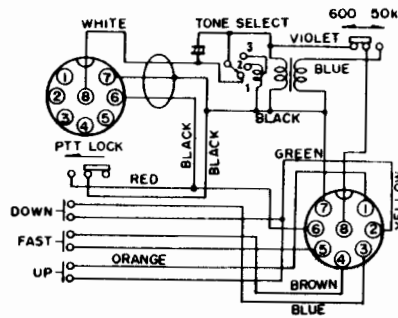 WHITE
TONE SELECT
600 50k
VIOLET
3
2
1
BLUE
1 7
2 8 6
3 4 5
BLACK
BLACK
BLACK
PTT LOCK
RED
GREEN
YELLOW
DOWN
FAST
UP
ORANGE
7 1
6 8 2
5 4 3
BROWN
BLUE